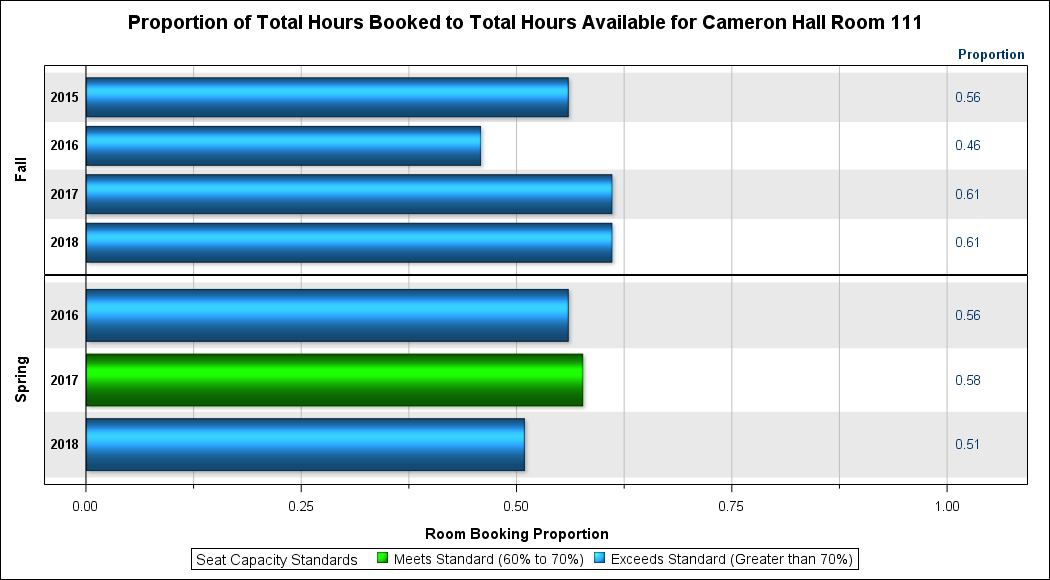 Proportion of Total Hours Booked to Total Hours Available for Cameron Hall Room 111
Proportion
Fall
2015 0.56
2016 0.46
2017 0.61
2018 0.61
Spring
2016 0.56
2017 0.58
2018 0.51
0.00 0.25 0.50 0.75 1.00
Room Booking Proportion
Seat Capacity Standards Meets Standard (60% to 70%) Exceeds Standard (Greater than 70%)